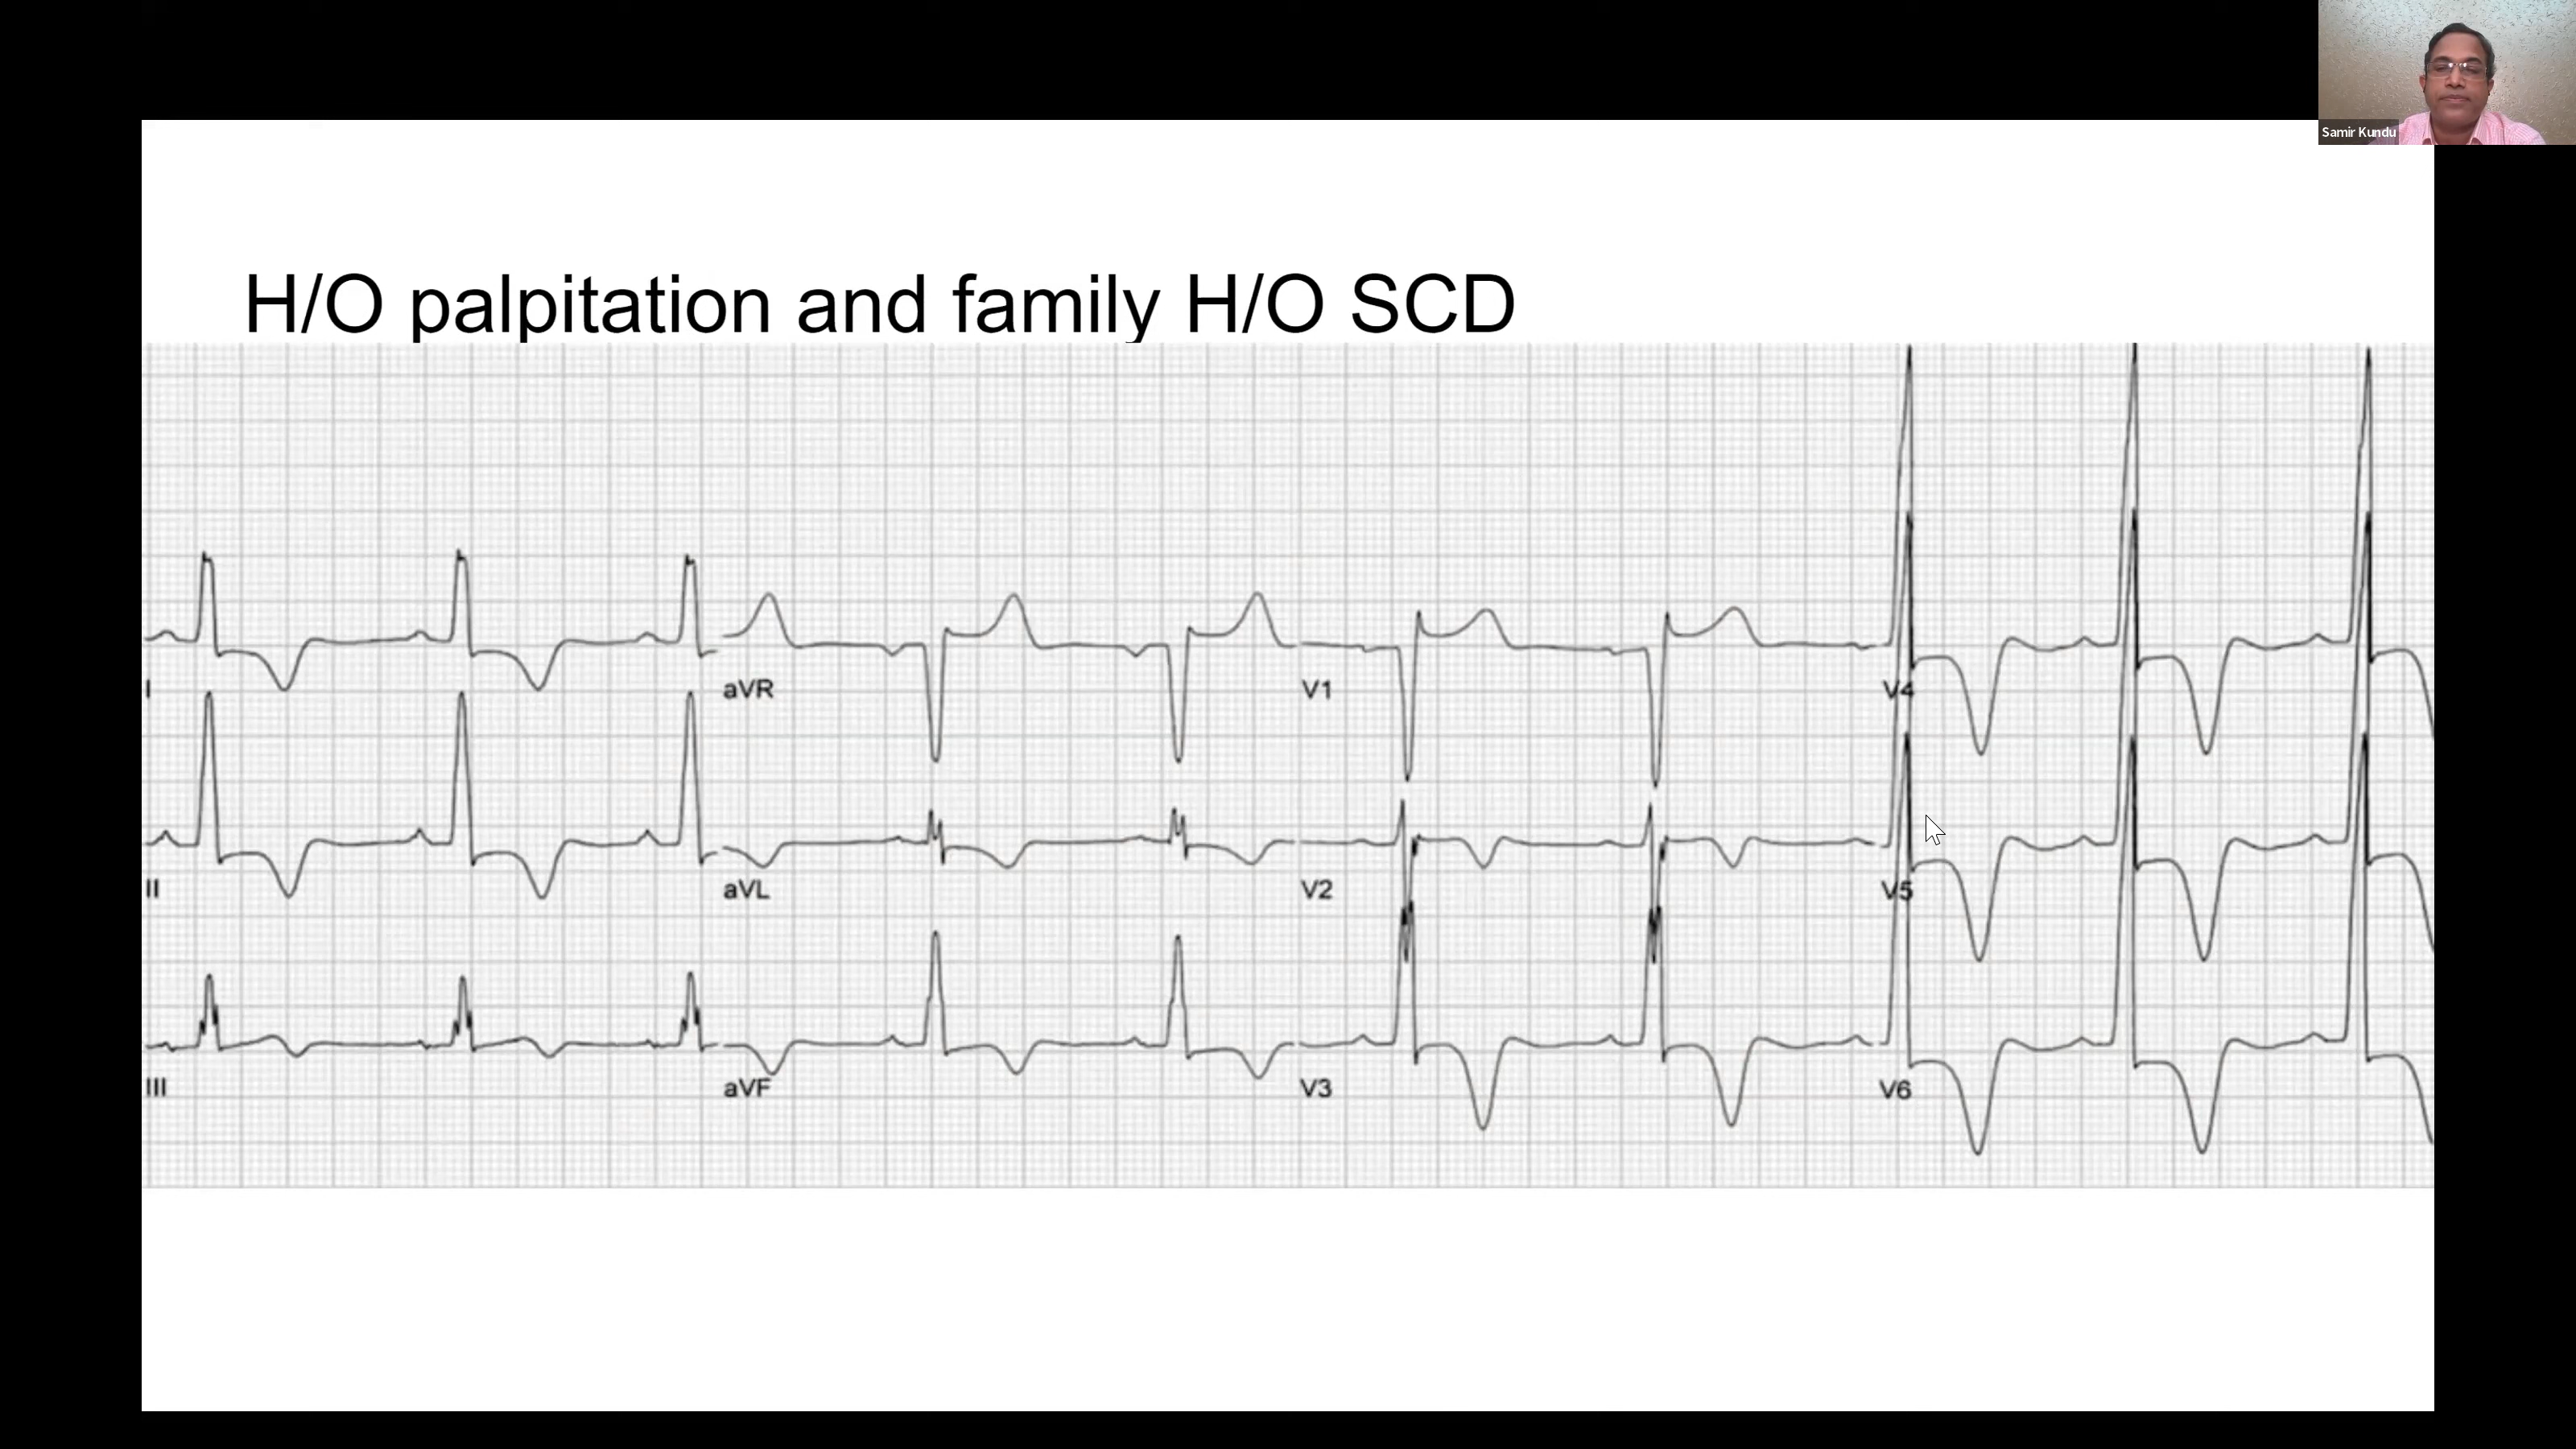 Samir Kundu
H/O palpitation and family H/O SCD
I
aVR
V1
V4
II
aVL
V2
V5
III
aVF
V3
V6